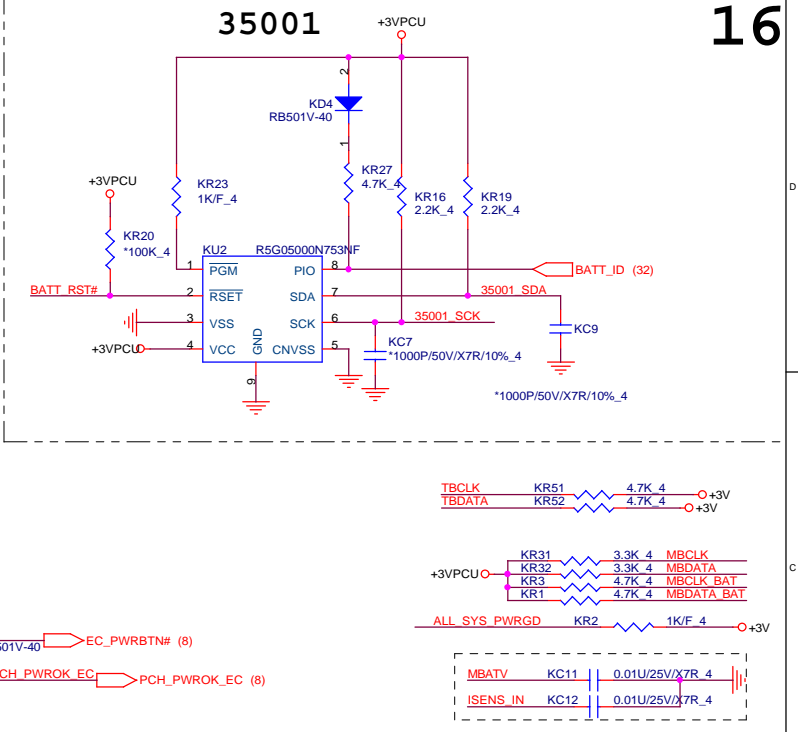 35001
16
+3VPCU
2
KD4
RB501V-40
1
D
+3VPCU
KR23
1K/F_4
KR27
4.7K_4
KR16
2.2K_4
KR19
2.2K_4
KR20
*100K_4
KU2 R5G05000N753NF
1 PGM PIO 8
BATT_ID (32)
BATT_RST# 2 RSET SDA 7 35001_SDA
3 VSS SCK 6 35001_SCK
+3VPCU 4 VCC GND CNVSS 5
9
KC7
*1000P/50V/X7R/10%_4
KC9
*1000P/50V/X7R/10%_4
TBCLK KR51 4.7K_4 +3V
TBDATA KR52 4.7K_4 +3V
KR31 3.3K_4 MBCLK
+3VPCU KR32 3.3K_4 MBDATA
KR3 4.7K_4 MBCLK_BAT
KR1 4.7K_4 MBDATA_BAT
C
ALL_SYS_PWRGD KR2 1K/F_4 +3V
01V-40 EC_PWRBTN# (8)
CH_PWROK_EC PCH_PWROK_EC (8)
MBATV KC11 0.01U/25V/X7R_4
ISENS_IN KC12 0.01U/25V/X7R_4